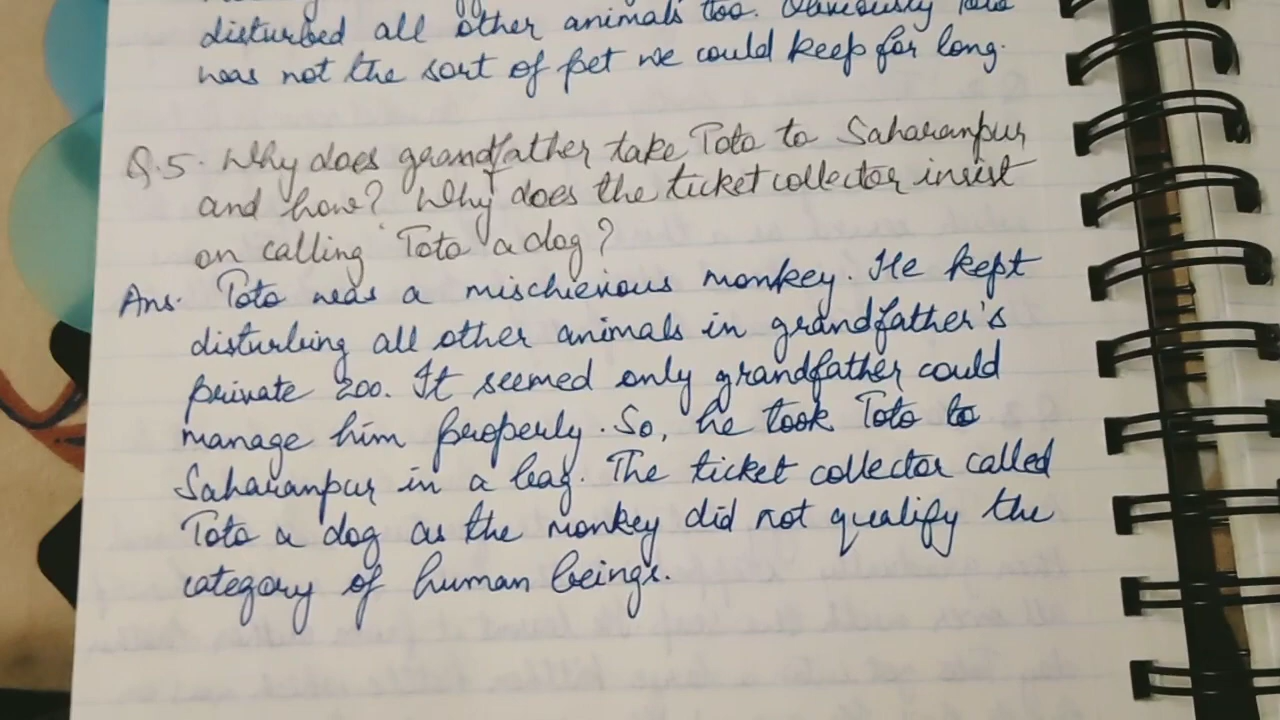 disturbed all other animals too. Obviously Toto
was not the sort of pet we could keep for long.
Q.5. Why does grandfather take Toto to Saharanpur
and how? Why does the ticket collector insist
on calling Toto a dog?
Ans. Toto was a mischievous monkey. He kept
disturbing all other animals in grandfather's
private zoo. It seemed only grandfather could
manage him properly. So, he took Toto to
Saharanpur in a bag. The ticket collector called
Toto a dog as the monkey did not qualify the
category of human beings.